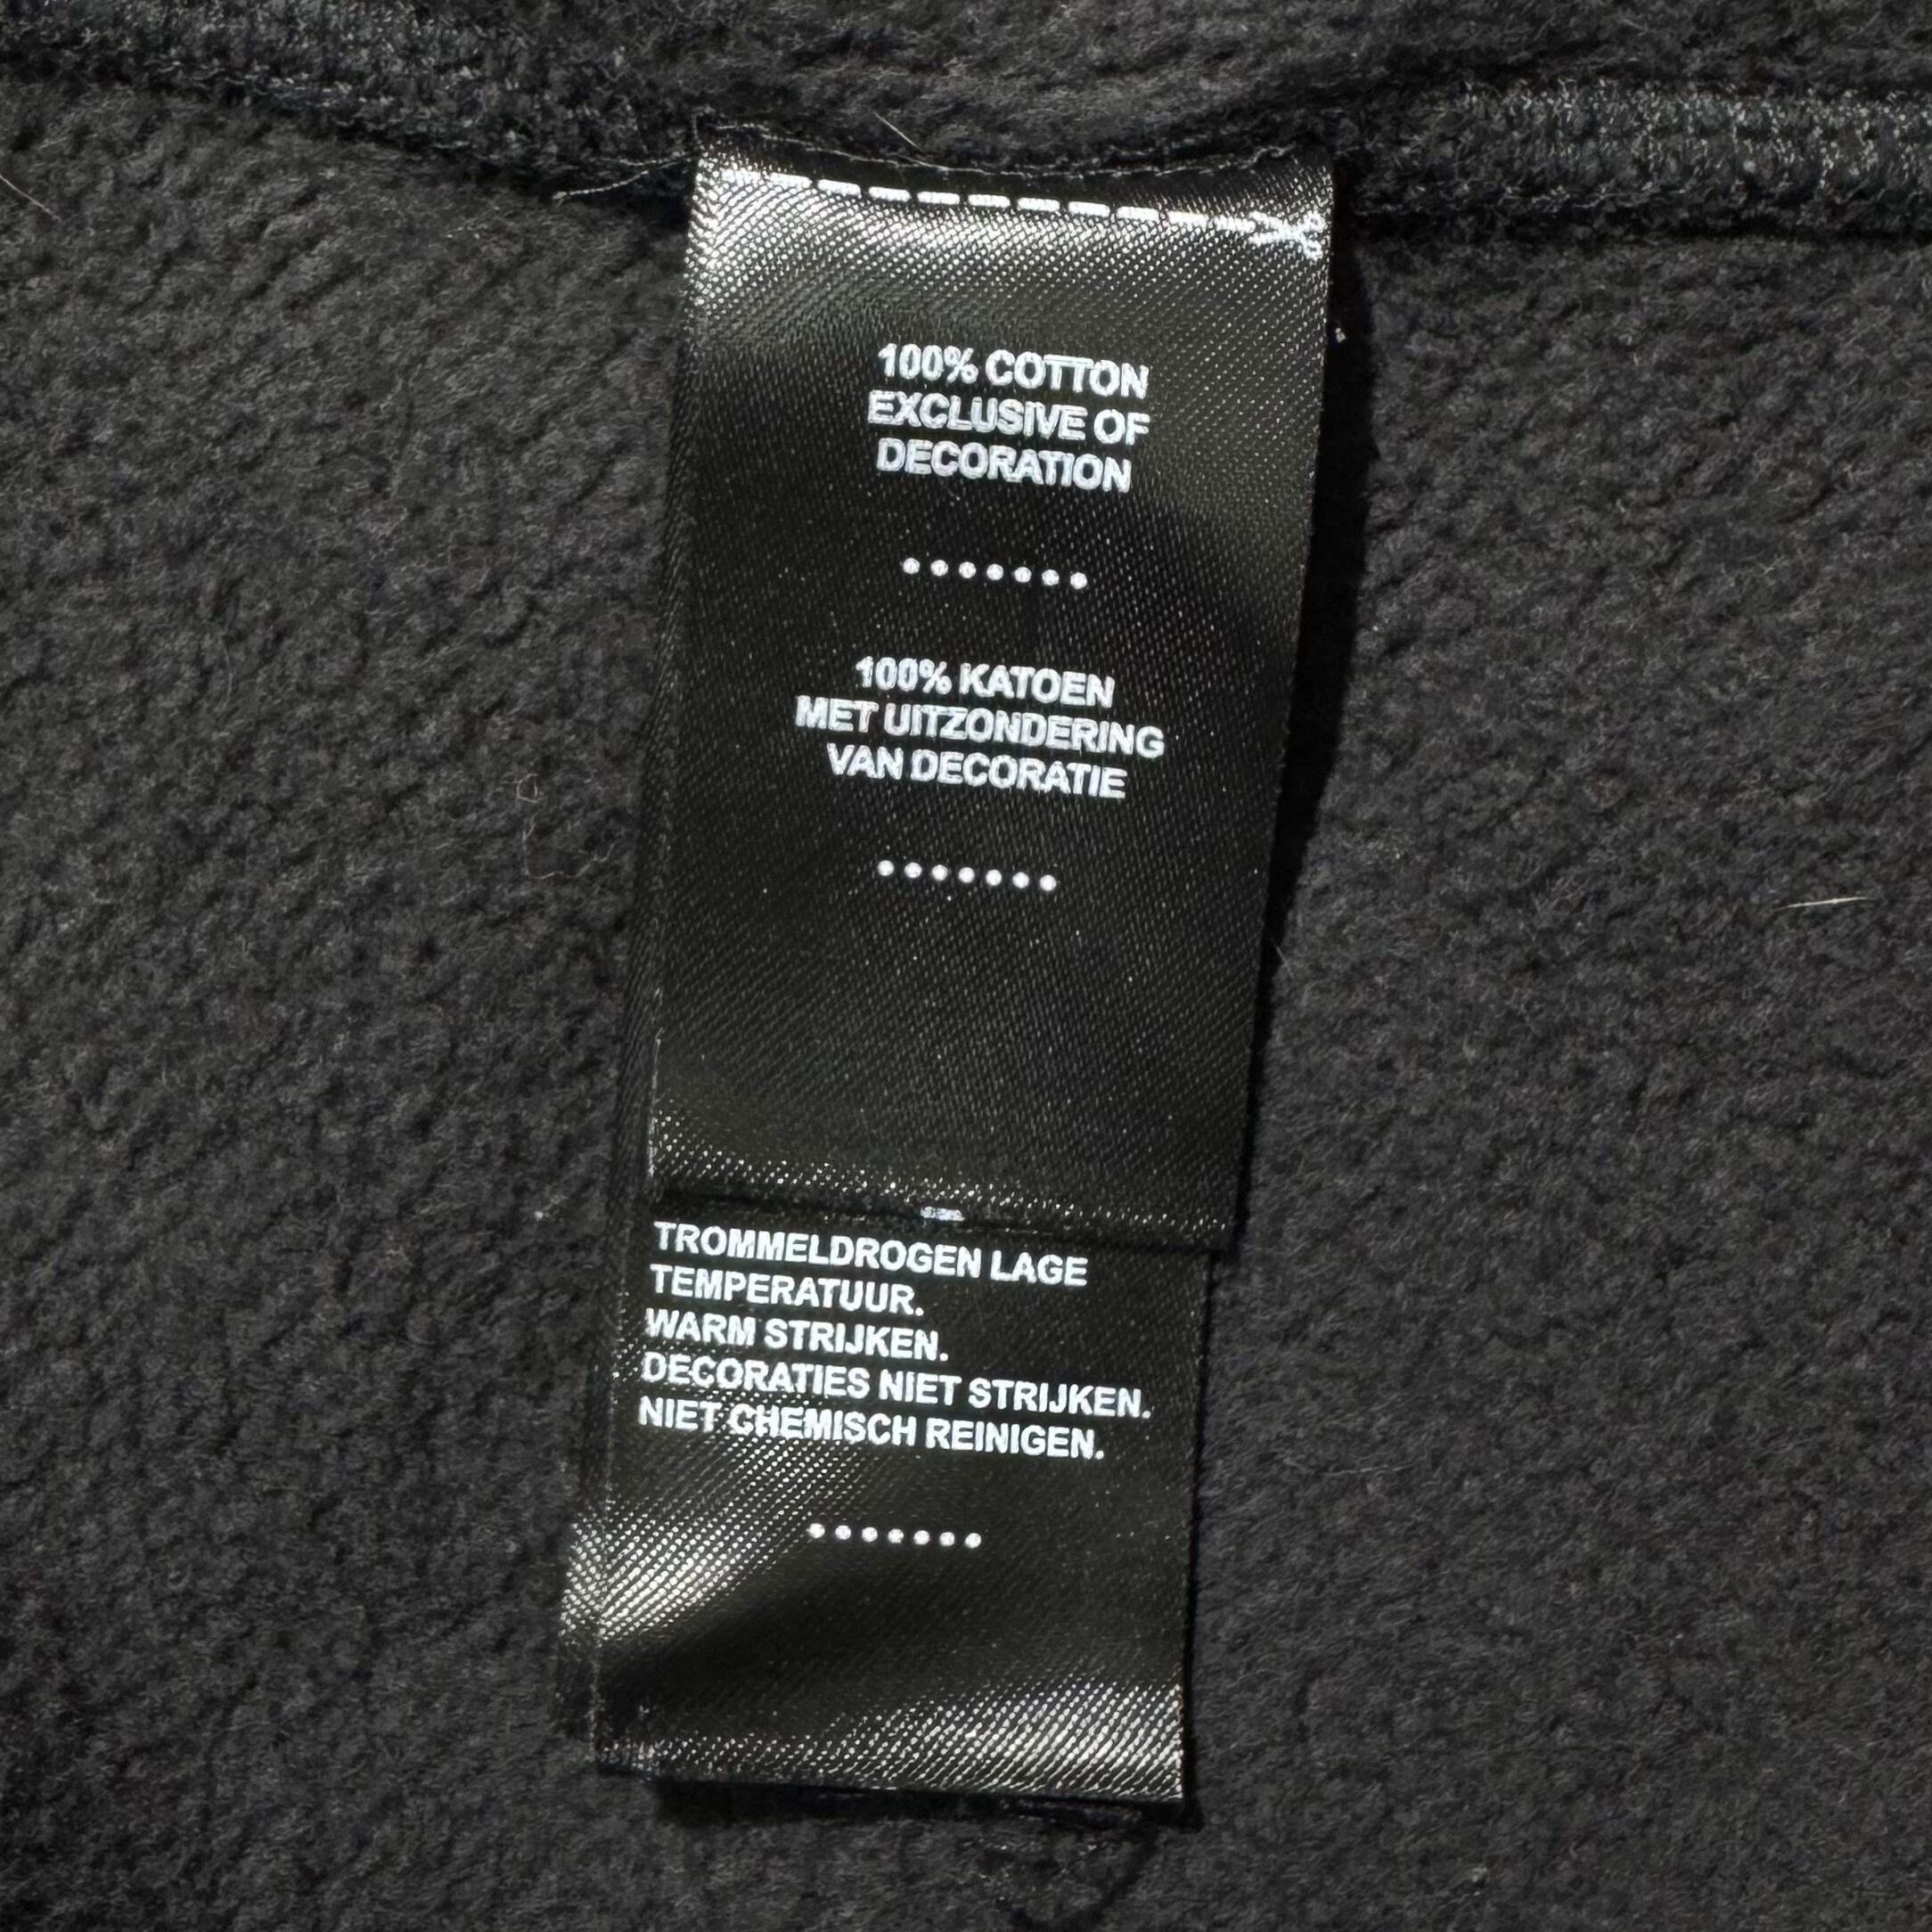 100% COTTON
EXCLUSIVE OF
DECORATION
.......
100% KATOEN
MET UITZONDERING
VAN DECORATIE
.......
TROMMELDROGEN LAGE
TEMPERATUUR.
WARM STRIJKEN.
DECORATIES NIET STRIJKEN.
NIET CHEMISCH REINIGEN.
.......